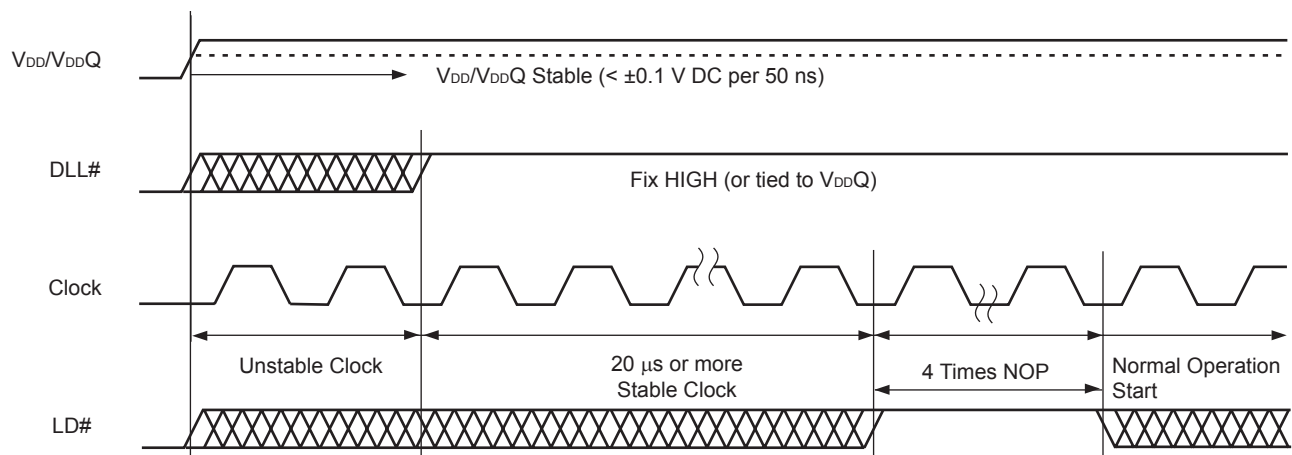 VDD/VDDQ
VDD/VDDQ Stable (< ±0.1 V DC per 50 ns)
DLL#
Fix HIGH (or tied to VDDQ)
Clock
Unstable Clock
20 μs or more
Stable Clock
4 Times NOP
Normal Operation
Start
LD#